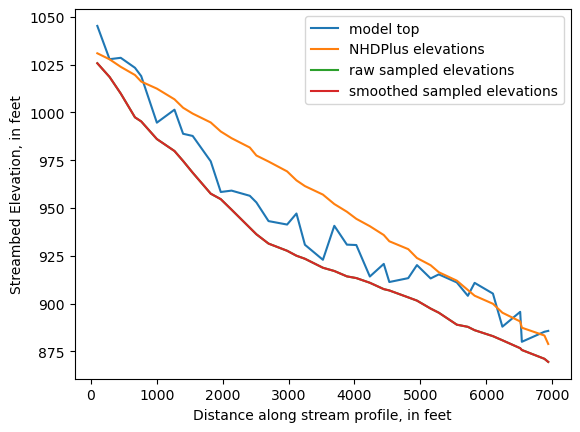 model top
NHDPlus elevations
raw sampled elevations
smoothed sampled elevations
Streambed Elevation, in feet
1050
1025
1000
975
950
925
900
875
0 1000 2000 3000 4000 5000 6000 7000
Distance along stream profile, in feet